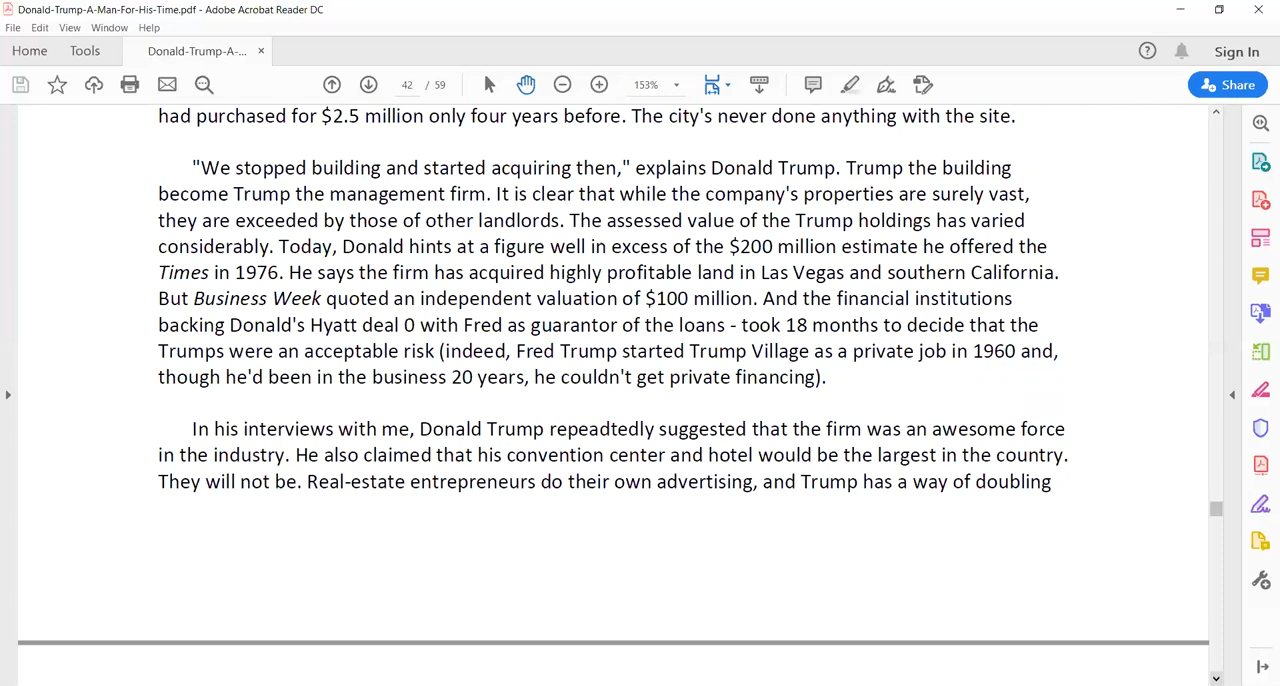 Donald-Trump-A-Man-For-His-Time.pdf - Adobe Acrobat Reader DC
File Edit View Window Help
Home Tools Donald-Trump-A-... × Sign In
42 / 59 153% Share
had purchased for $2.5 million only four years before. The city's never done anything with the site.
"We stopped building and started acquiring then," explains Donald Trump. Trump the building
become Trump the management firm. It is clear that while the company's properties are surely vast,
they are exceeded by those of other landlords. The assessed value of the Trump holdings has varied
considerably. Today, Donald hints at a figure well in excess of the $200 million estimate he offered the
Times in 1976. He says the firm has acquired highly profitable land in Las Vegas and southern California.
But Business Week quoted an independent valuation of $100 million. And the financial institutions
backing Donald's Hyatt deal 0 with Fred as guarantor of the loans - took 18 months to decide that the
Trumps were an acceptable risk (indeed, Fred Trump started Trump Village as a private job in 1960 and,
though he'd been in the business 20 years, he couldn't get private financing).
In his interviews with me, Donald Trump repeadtedly suggested that the firm was an awesome force
in the industry. He also claimed that his convention center and hotel would be the largest in the country.
They will not be. Real-estate entrepreneurs do their own advertising, and Trump has a way of doubling